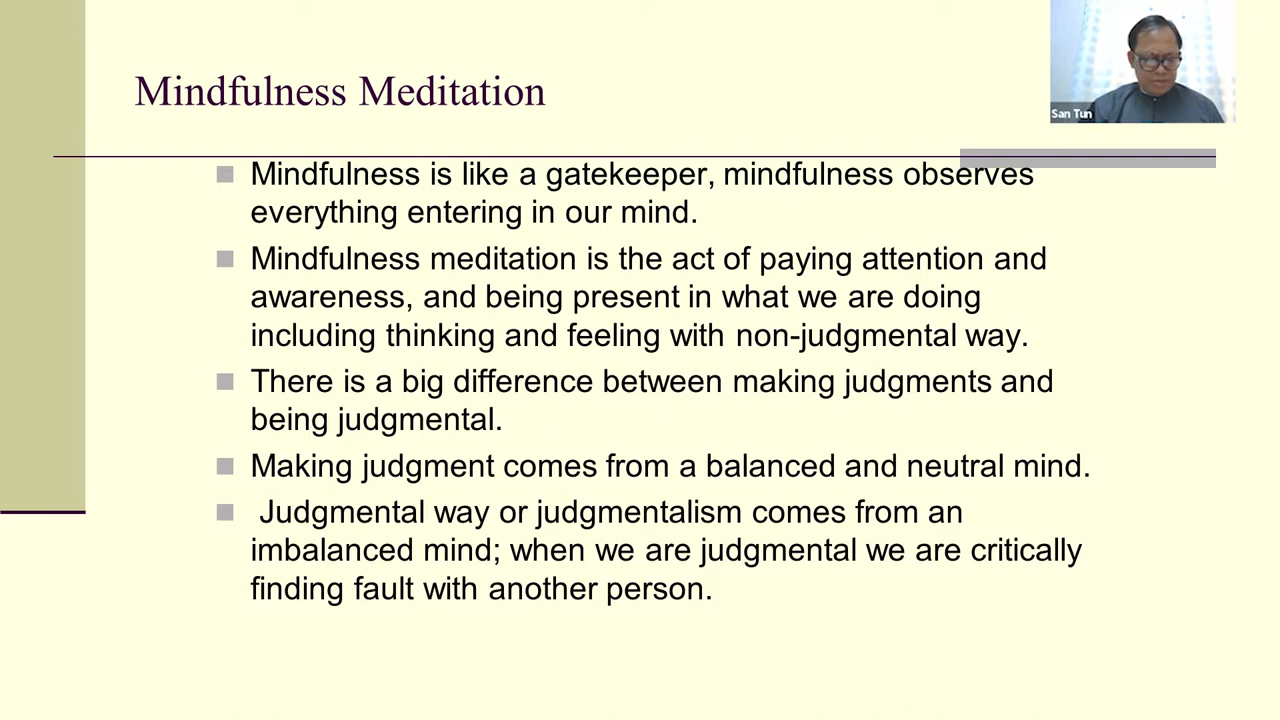 Mindfulness Meditation
San Tun
Mindfulness is like a gatekeeper, mindfulness observes
everything entering in our mind.
Mindfulness meditation is the act of paying attention and
awareness, and being present in what we are doing
including thinking and feeling with non-judgmental way.
There is a big difference between making judgments and
being judgmental.
Making judgment comes from a balanced and neutral mind.
Judgmental way or judgmentalism comes from an
imbalanced mind; when we are judgmental we are critically
finding fault with another person.